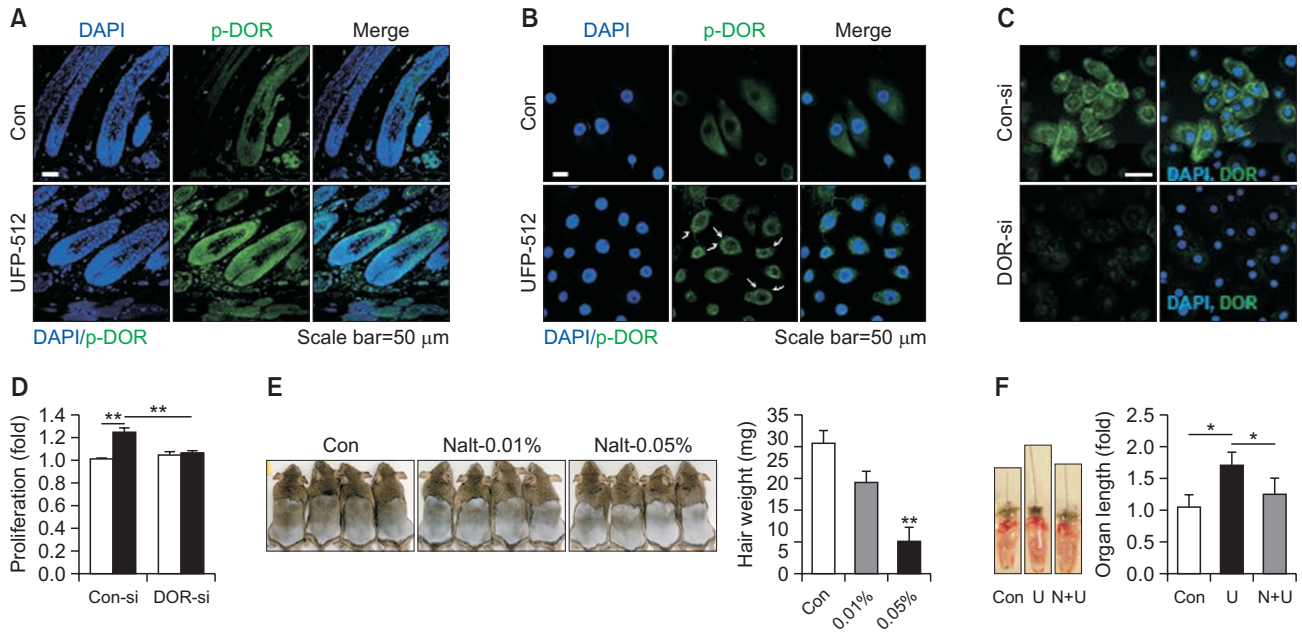 A
DAPI p-DOR Merge
Con
UFP-512
DAPI/p-DOR Scale bar=50 μm
B
DAPI p-DOR Merge
Con
UFP-512
DAPI/p-DOR Scale bar=50 μm
C
Con-si
DAPI, DOR
DOR-si
DAPI, DOR
D
Proliferation (fold)
1.4
1.2
1.0
0.8
0.6
0.4
1.2
0.0
** **
Con-si DOR-si
E
Con Nalt-0.01% Nalt-0.05%
Hair weight (mg)
35
30
25
20
15
10
5
0
**
Con 0.01% 0.05%
F
Con U N+U
Organ length (fold)
2.5
2.0
1.5
1.0
0.5
0.0
* *
Con U N+U